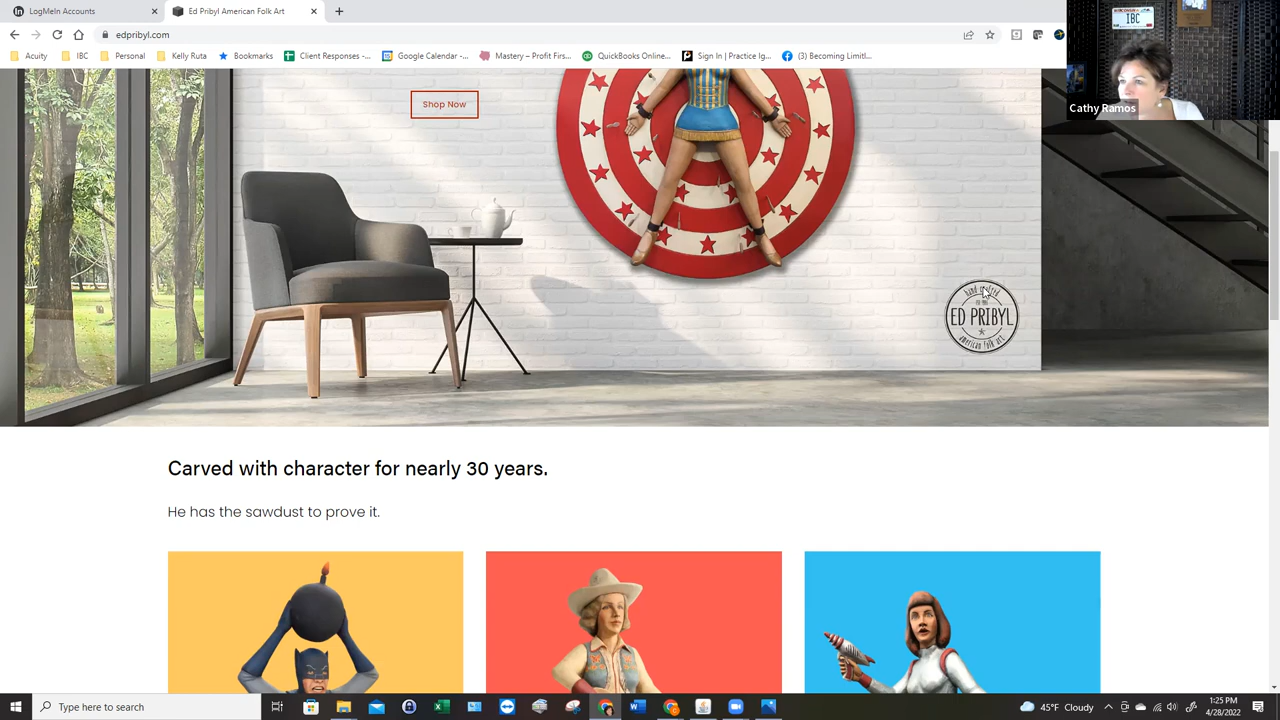 LogMeIn Accounts
Ed Pribyl American Folk Art
edpribyl.com
Acuity
IBC
Personal
Kelly Ruta
Bookmarks
Client Responses -...
Google Calendar -...
Mastery – Profit Firs...
QuickBooks Online...
Sign In | Practice Ig...
(3) Becoming Limitl...
IBC
Cathy Ramos
Shop Now
ED PRIBYL
american folk art
Carved with character for nearly 30 years.
He has the sawdust to prove it.
Type here to search
45°F Cloudy
1:25 PM
4/28/2022